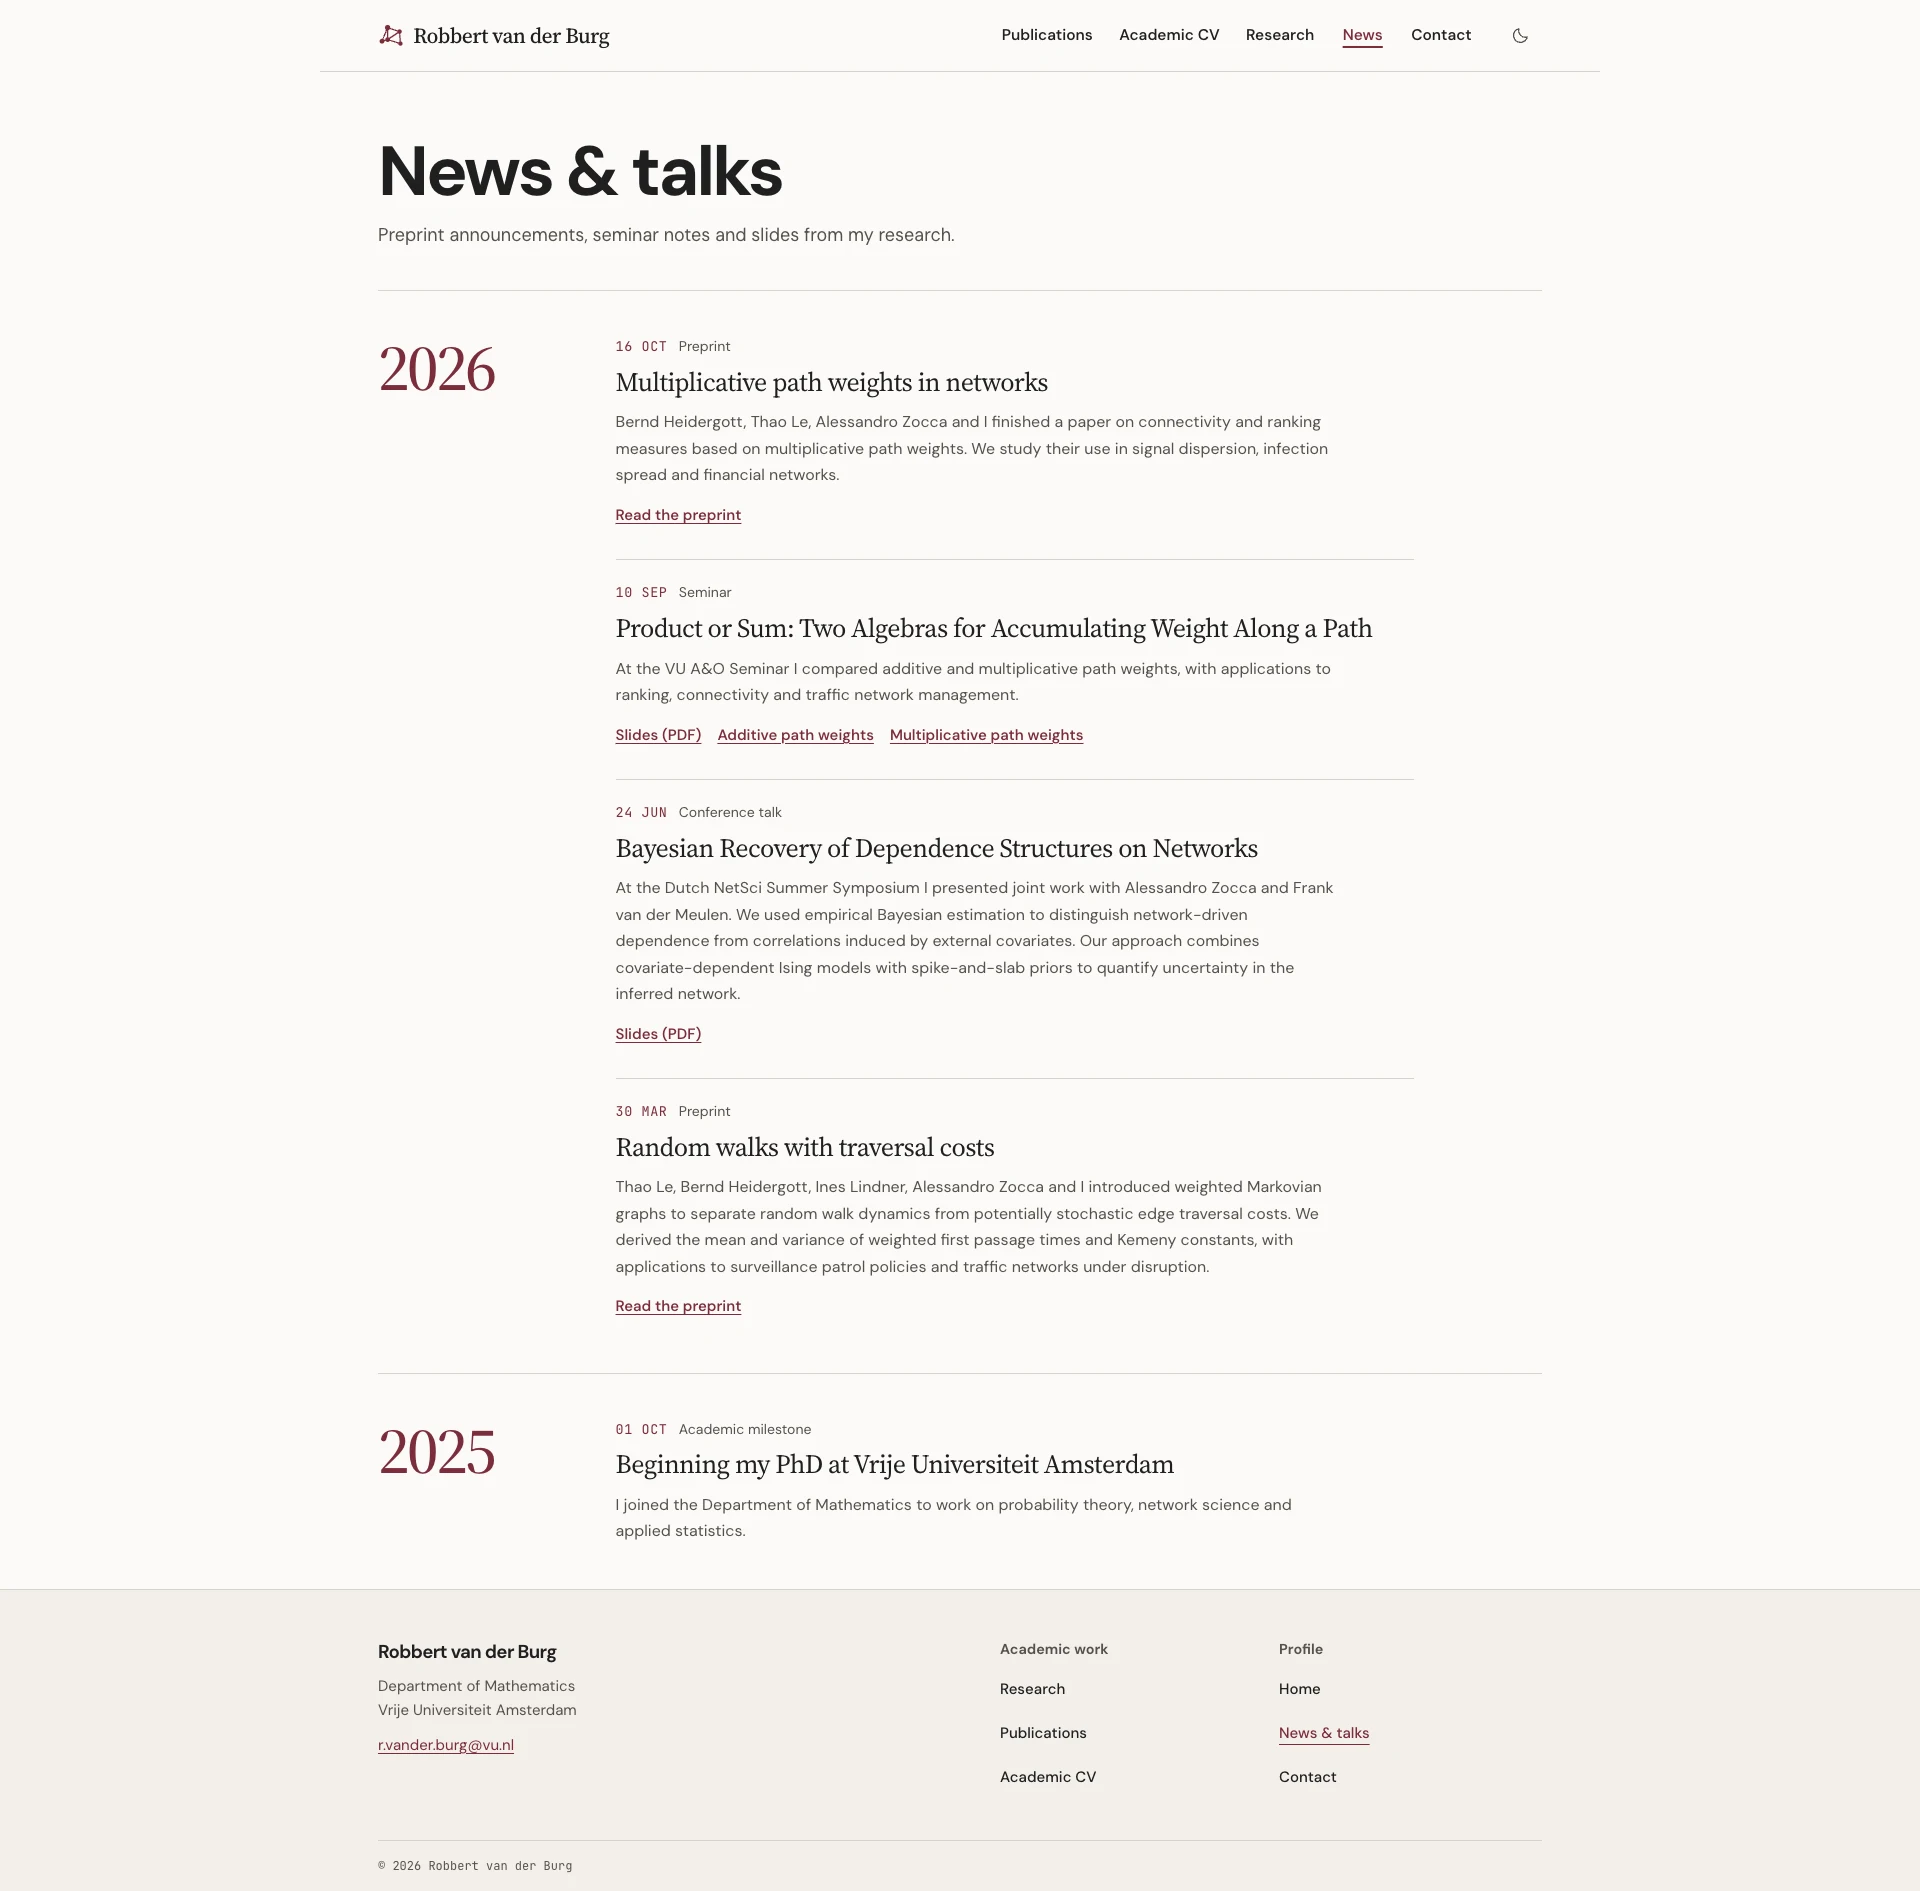 Robbert van der Burg
Publications Academic CV Research News Contact
News & talks
Preprint announcements, seminar notes and slides from my research.
2026
16 OCT Preprint
Multiplicative path weights in networks
Bernd Heidergott, Thao Le, Alessandro Zocca and I finished a paper on connectivity and ranking
measures based on multiplicative path weights. We study their use in signal dispersion, infection
spread and financial networks.
Read the preprint
10 SEP Seminar
Product or Sum: Two Algebras for Accumulating Weight Along a Path
At the VU A&O Seminar I compared additive and multiplicative path weights, with applications to
ranking, connectivity and traffic network management.
Slides (PDF) Additive path weights Multiplicative path weights
24 JUN Conference talk
Bayesian Recovery of Dependence Structures on Networks
At the Dutch NetSci Summer Symposium I presented joint work with Alessandro Zocca and Frank
van der Meulen. We used empirical Bayesian estimation to distinguish network-driven
dependence from correlations induced by external covariates. Our approach combines
covariate-dependent Ising models with spike-and-slab priors to quantify uncertainty in the
inferred network.
Slides (PDF)
30 MAR Preprint
Random walks with traversal costs
Thao Le, Bernd Heidergott, Ines Lindner, Alessandro Zocca and I introduced weighted Markovian
graphs to separate random walk dynamics from potentially stochastic edge traversal costs. We
derived the mean and variance of weighted first passage times and Kemeny constants, with
applications to surveillance patrol policies and traffic networks under disruption.
Read the preprint
2025
01 OCT Academic milestone
Beginning my PhD at Vrije Universiteit Amsterdam
I joined the Department of Mathematics to work on probability theory, network science and
applied statistics.
Robbert van der Burg
Department of Mathematics
Vrije Universiteit Amsterdam
r.vander.burg@vu.nl
Academic work
Research
Publications
Academic CV
Profile
Home
News & talks
Contact
© 2026 Robbert van der Burg